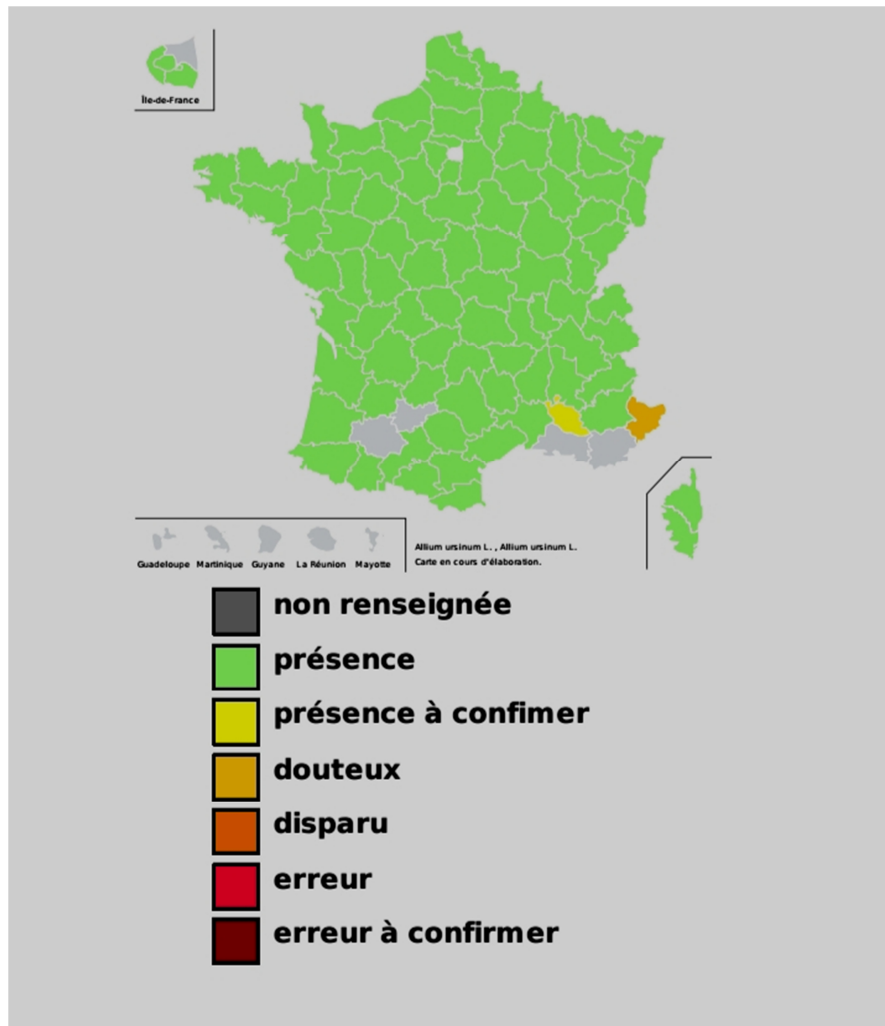 Île-de-France
Guadeloupe Martinique Guyane La Réunion Mayotte
Allium ursinum L. , Allium ursinum L.
Carte en cours d'élaboration.
non renseignée
présence
présence à confimer
douteux
disparu
erreur
erreur à confirmer